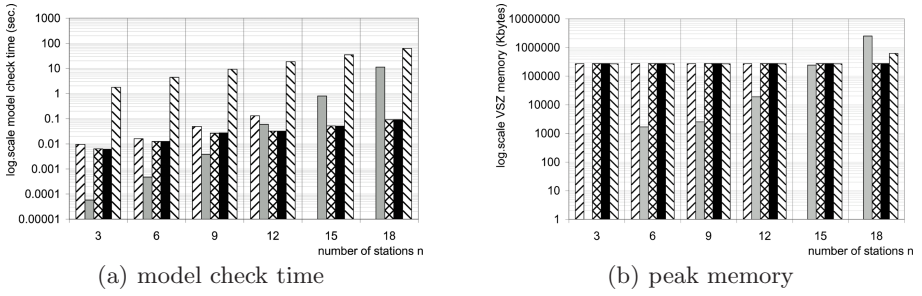 log.scale model check time (sec.)
1000
100
10
1
0.1
0.01
0.001
0.0001
0.00001
3 6 9 12 15 18
number of stations n
(a) model check time
log.scale VSZ memory (Kbytes)
10000000
1000000
100000
10000
1000
100
10
1
3 6 9 12 15 18
number of stations n
(b) peak memory